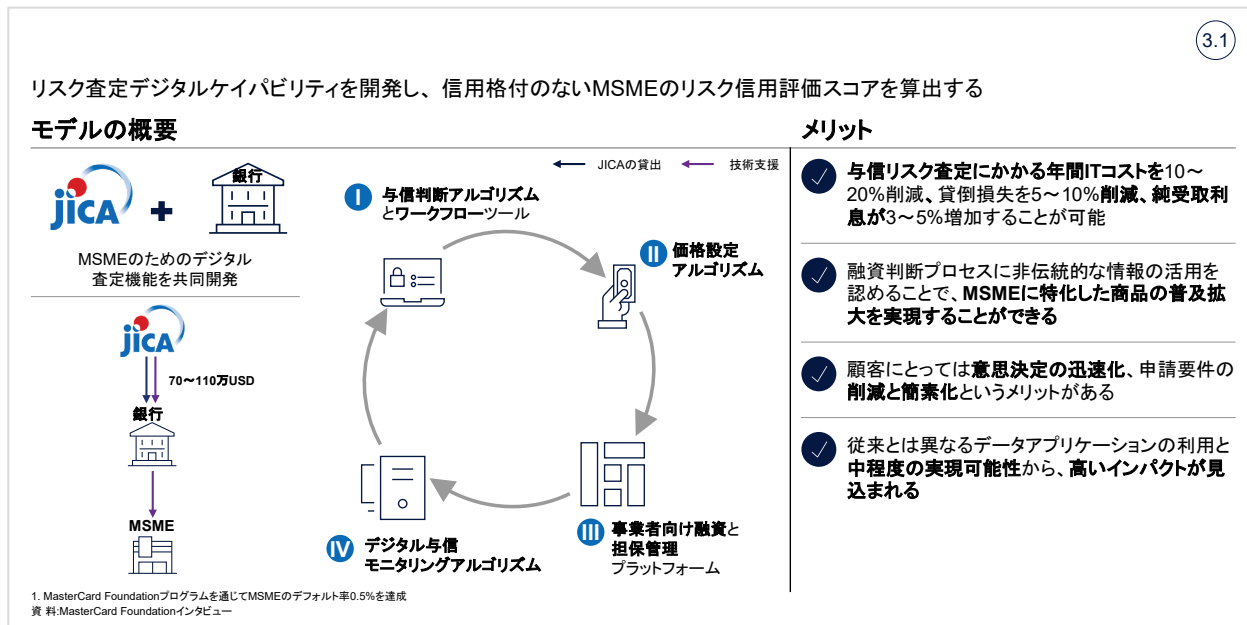 3.1
リスク査定デジタルケイパビリティを開発し、信用格付のないMSMEのリスク信用評価スコアを算出する
モデルの概要
JICA
+
銀行
MSMEのためのデジタル
査定機能を共同開発
JICA
70~110万USD
銀行
MSME
JICAの貸出
技術支援
I
与信判断アルゴリズム
とワークフローツール
II
価格設定
アルゴリズム
III
事業者向け融資と
担保管理
プラットフォーム
IV
デジタル与信
モニタリングアルゴリズム
メリット
与信リスク査定にかかる年間ITコストを10~
20%削減、貸倒損失を5~10%削減、純受取利
息が3~5%増加することが可能
融資判断プロセスに非伝統的な情報の活用を
認めることで、MSMEに特化した商品の普及拡
大を実現することができる
顧客にとっては意思決定の迅速化、申請要件の
削減と簡素化というメリットがある
従来とは異なるデータアプリケーションの利用と
中程度の実現可能性から、高いインパクトが見
込まれる
1. MasterCard Foundationプログラムを通じてMSMEのデフォルト率0.5%を達成
資 料:MasterCard Foundationインタビュー